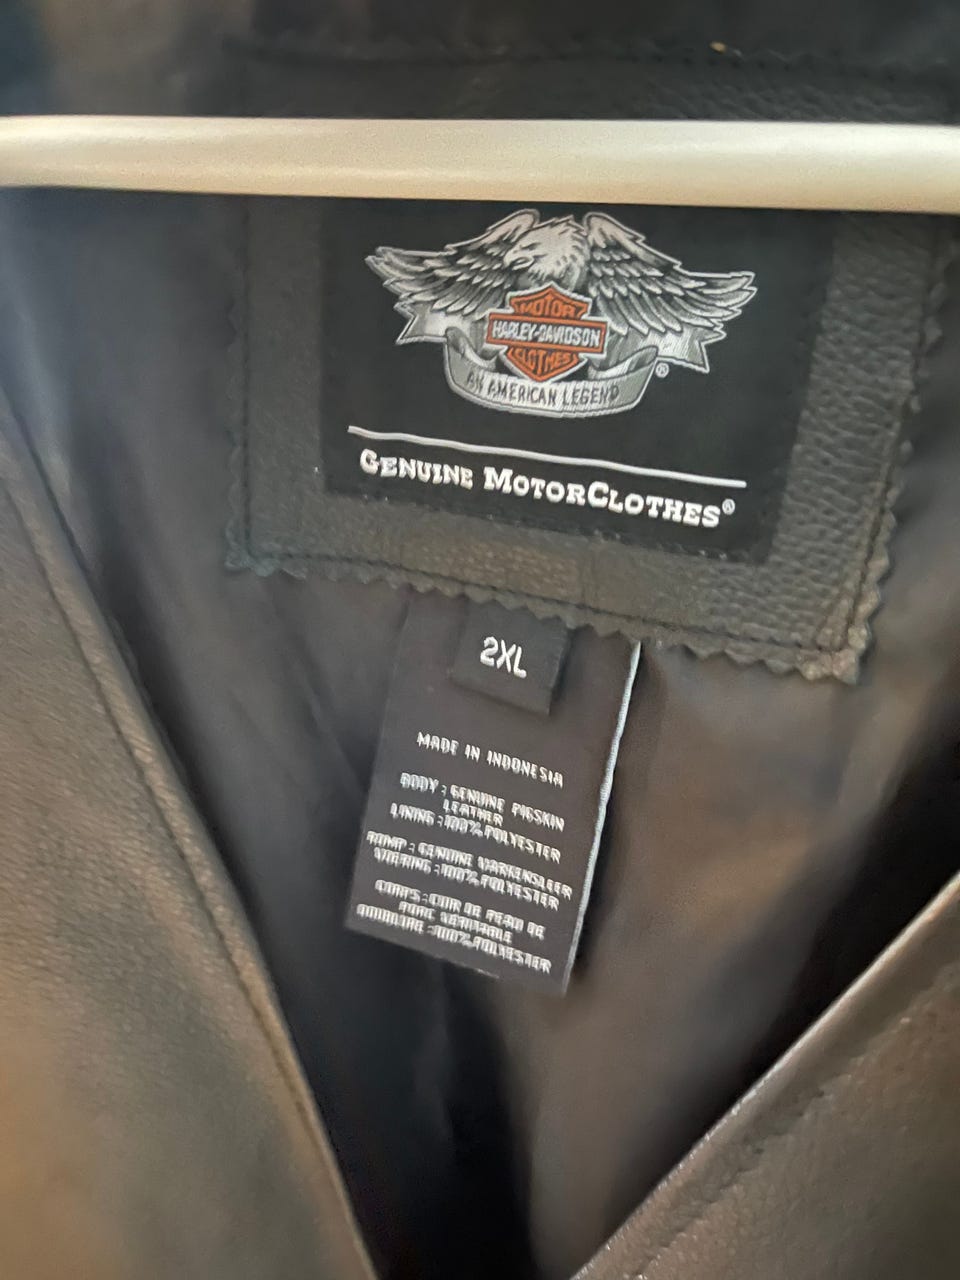 MOTOR
HARLEY-DAVIDSON
CLOTHES
AN AMERICAN LEGEND
®
GENUINE MOTORCLOTHES®
2XL
MADE IN INDONESIA
BODY : GENUINE PIGSKIN
LEATHER
LINING : 100% POLYESTER
ROMP : GENUINE VARKENSLEER
VOERING : 100% POLYESTER
CORPS : CUIR DE PEAU DE
PORC VERITABLE
DOUBLURE : 100% POLYESTER